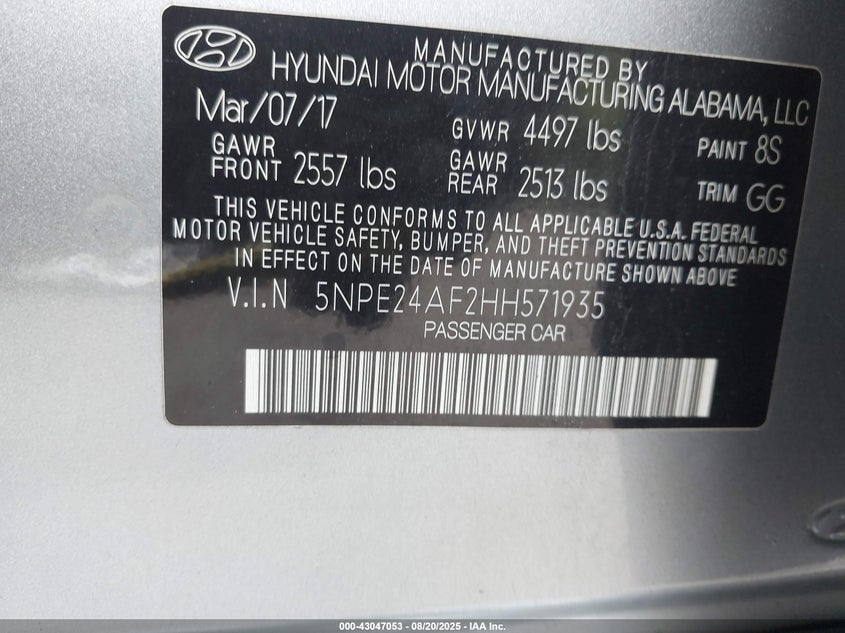 MANUFACTURED BY
HYUNDAI MOTOR MANUFACTURING ALABAMA, LLC
Mar/07/17 GVWR 4497 lbs PAINT 8S
GAWR FRONT 2557 lbs GAWR REAR 2513 lbs TRIM GG
THIS VEHICLE CONFORMS TO ALL APPLICABLE U.S.A. FEDERAL
MOTOR VEHICLE SAFETY, BUMPER, AND THEFT PREVENTION STANDARDS
IN EFFECT ON THE DATE OF MANUFACTURE SHOWN ABOVE
V.I.N 5NPE24AF2HH571935
PASSENGER CAR
000-43047053 - 08/20/2025 - IAA Inc.